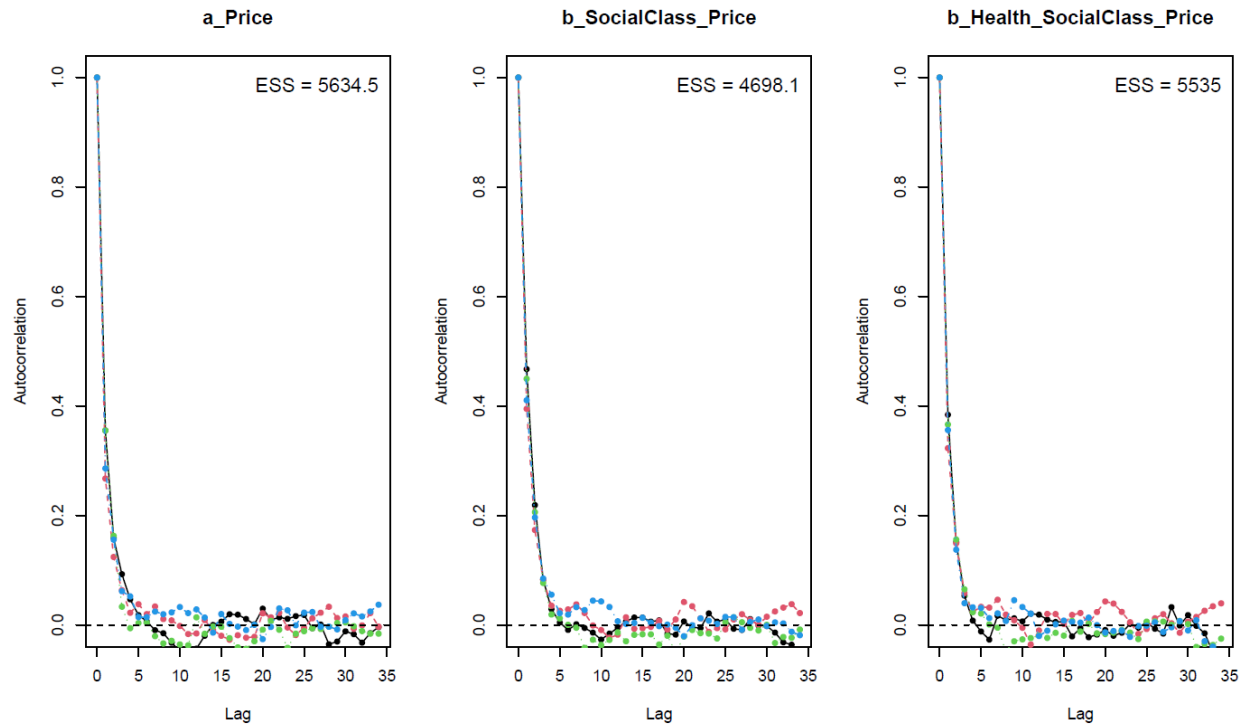 a_Price
b_SocialClass_Price
b_Health_SocialClass_Price
ESS = 5634.5
ESS = 4698.1
ESS = 5535
Autocorrelation
1.0
0.8
0.6
0.4
0.2
0.0
0 5 10 15 20 25 30 35
Lag
Autocorrelation
1.0
0.8
0.6
0.4
0.2
0.0
0 5 10 15 20 25 30 35
Lag
Autocorrelation
1.0
0.8
0.6
0.4
0.2
0.0
0 5 10 15 20 25 30 35
Lag